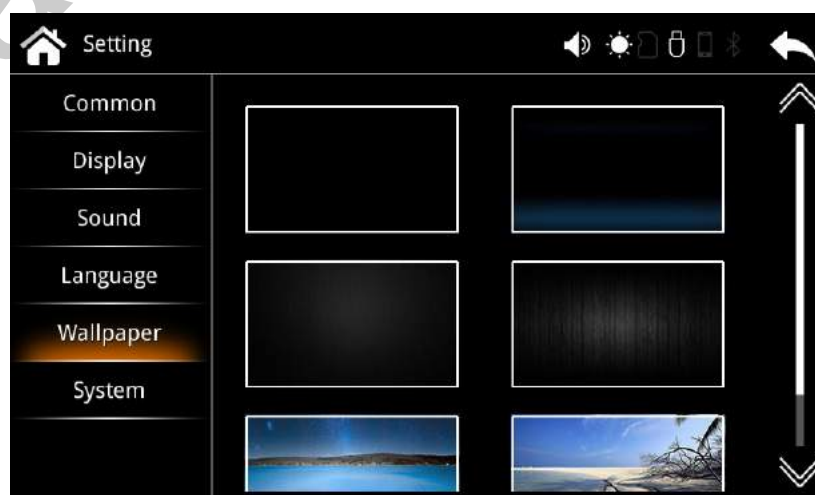 Setting
Common
Display
Sound
Language
Wallpaper
System